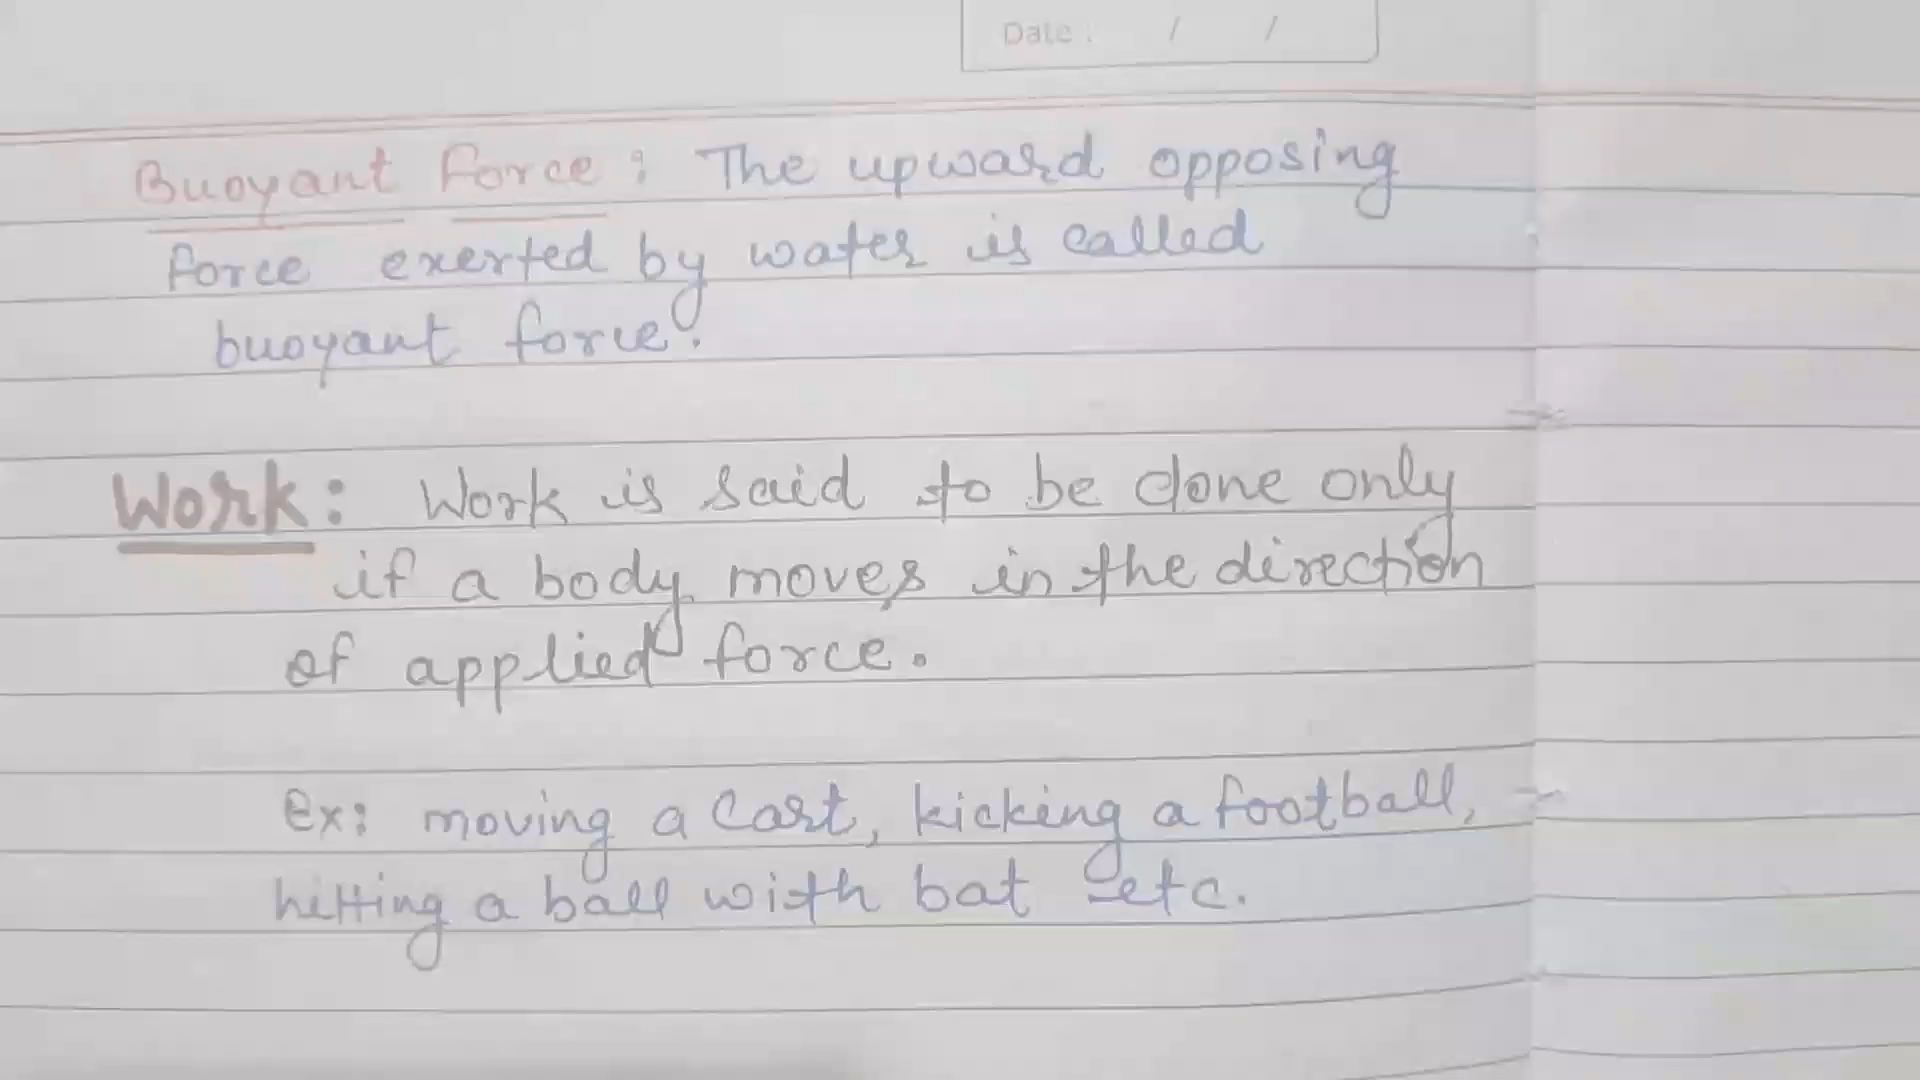 Date : / /
Buoyant Force : The upward opposing
force exerted by water is called
buoyant force.
Work : Work is said to be done only
if a body moves in the direction
of applied force.
ex: moving a cart, kicking a football,
hitting a ball with bat etc.